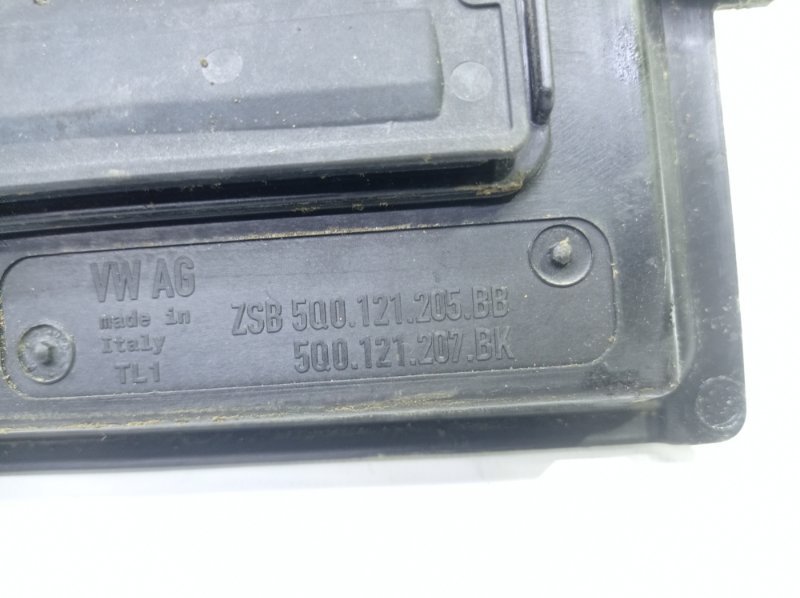 VW AG
made in
Italy
TL1
ZSB 5Q0.121.205.BB
5Q0.121.207.BK